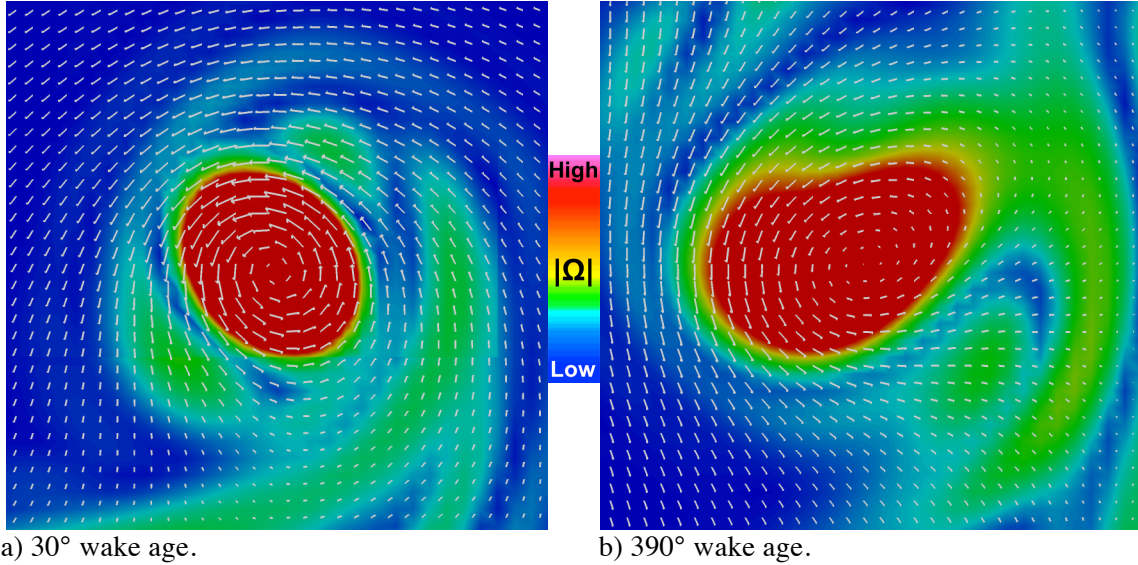 High
|Ω|
Low
a) 30° wake age.
b) 390° wake age.